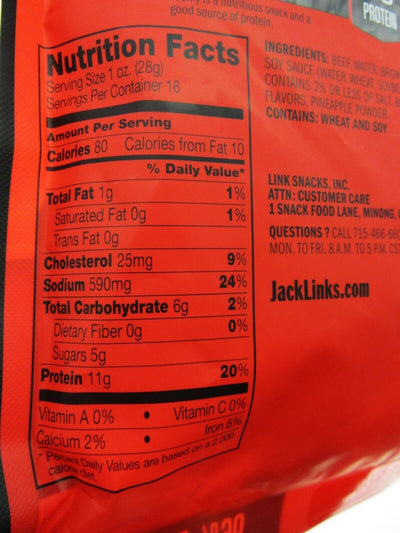 is a nutritious snack and a
good source of protein.
PROTEIN
Nutrition Facts
Serving Size 1 oz. (28g)
Servings Per Container 16
Amount Per Serving
Calories 80 Calories from Fat 10
% Daily Value*
Total Fat 1g 1%
Saturated Fat 0g 1%
Trans Fat 0g
Cholesterol 25mg 9%
Sodium 590mg 24%
Total Carbohydrate 6g 2%
Dietary Fiber 0g 0%
Sugars 5g
Protein 11g 20%
Vitamin A 0% • Vitamin C 0%
Calcium 2% • Iron 6%
* Percent Daily Values are based on a 2,000
calorie diet.
INGREDIENTS: BEEF, WATER,
SOY SAUCE (WATER, WHEAT,
CONTAINS 2% OR LESS OF SALT,
FLAVORS, PINEAPPLE POWDER.
CONTAINS: WHEAT AND SOY
LINK SNACKS, INC.
ATTN: CUSTOMER CARE
1 SNACK FOOD LANE, MINONG,
QUESTIONS? CALL 715-466-
MON. TO FRI. 8 A.M. TO 5 P.M.
JackLinks.com